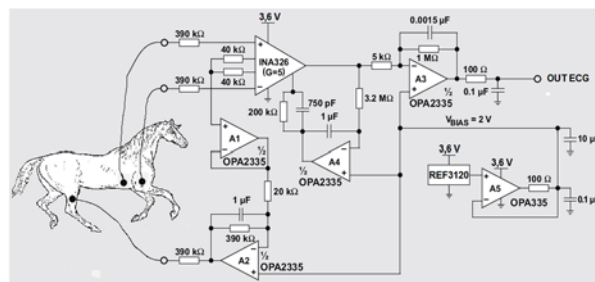 390 kΩ
3,6 V
0.0015 µF
40 kΩ
INA326
(G=5)
5 kΩ
1 MΩ
A3
100 Ω
OUT ECG
40 kΩ
390 kΩ
½
OPA2335
0.1 µF
200 kΩ
750 pF
3.2 MΩ
1 µF
A1
½
OPA2335
A4
½
OPA2335
VBIAS = 2 V
10 µ
3,6 V
3,6 V
REF3120
A5
100 Ω
OPA335
0.1 µ
20 kΩ
1 µF
390 kΩ
390 kΩ
A2
½
OPA2335